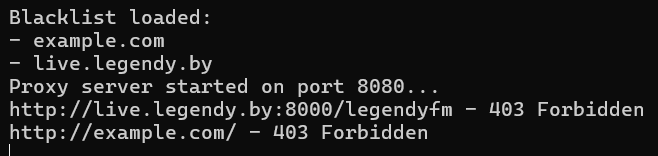 Blacklist loaded:
- example.com
- live.legendy.by
Proxy server started on port 8080...
http://live.legendy.by:8000/legendyfm - 403 Forbidden
http://example.com/ - 403 Forbidden